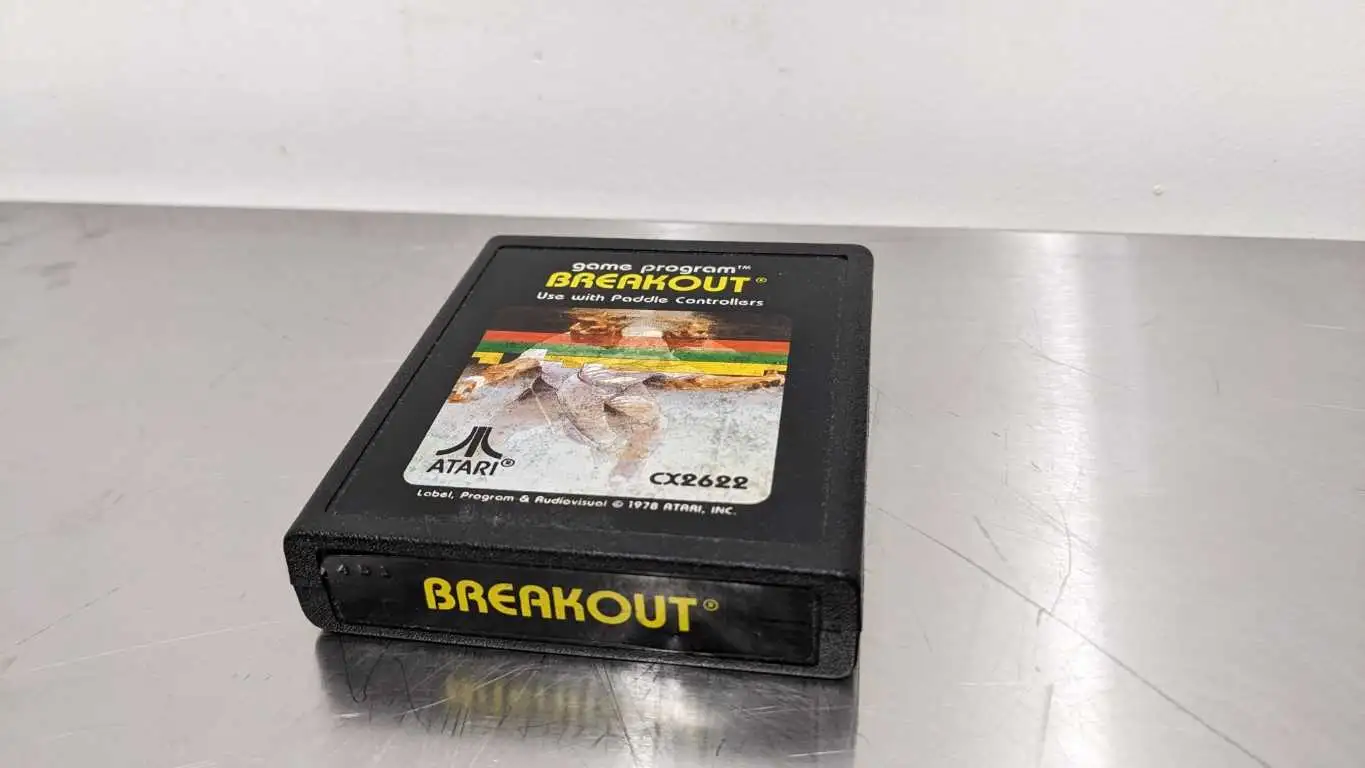 game program™
BREAKOUT®
Use with Paddle Controllers
ATARI®
CX2622
Label, Program & Audiovisual © 1978 ATARI, INC.
BREAKOUT®